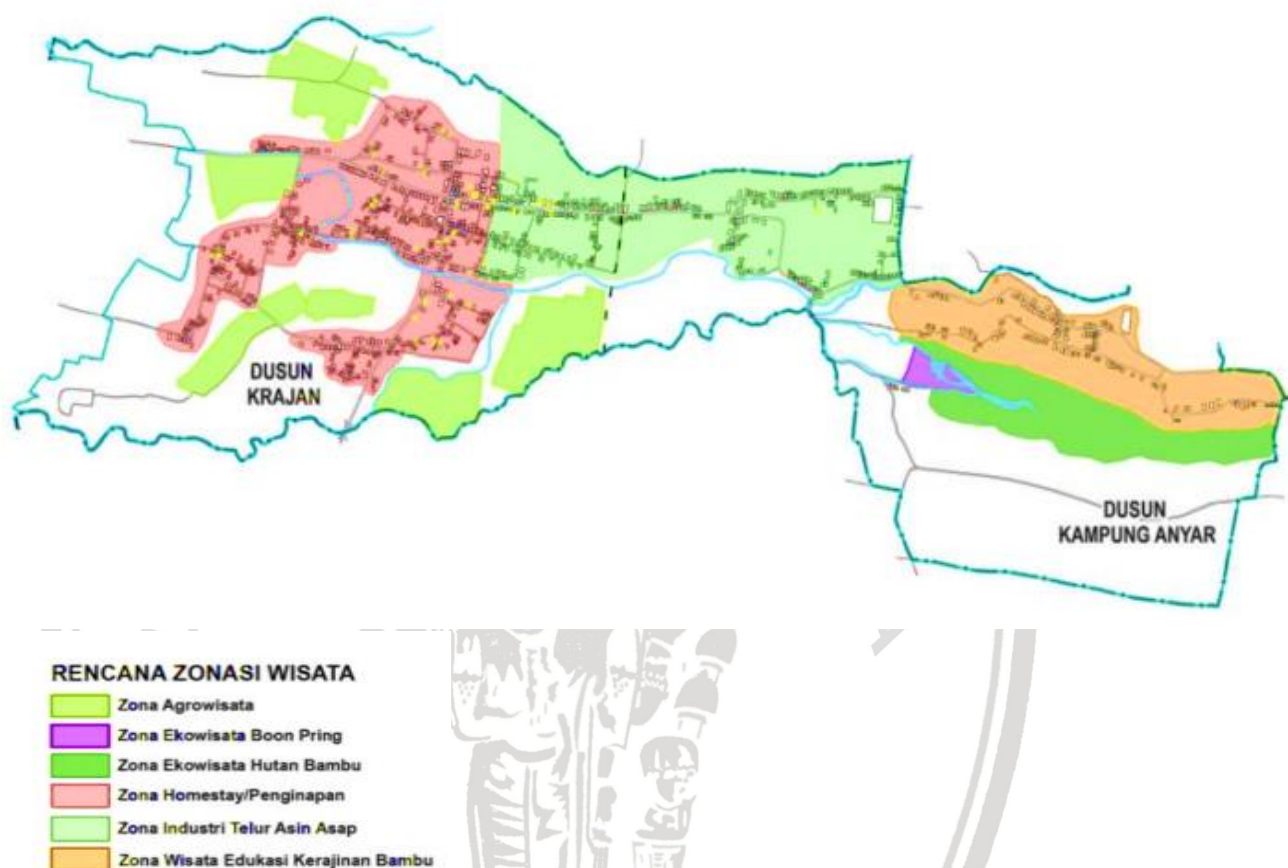 DUSUN
KRAJAN
DUSUN
KAMPUNG ANYAR
RENCANA ZONASI WISATA
Zona Agrowisata
Zona Ekowisata Boon Pring
Zona Ekowisata Hutan Bambu
Zona Homestay/Penginapan
Zona Industri Telur Asin Asap
Zona Wisata Edukasi Kerajinan Bambu